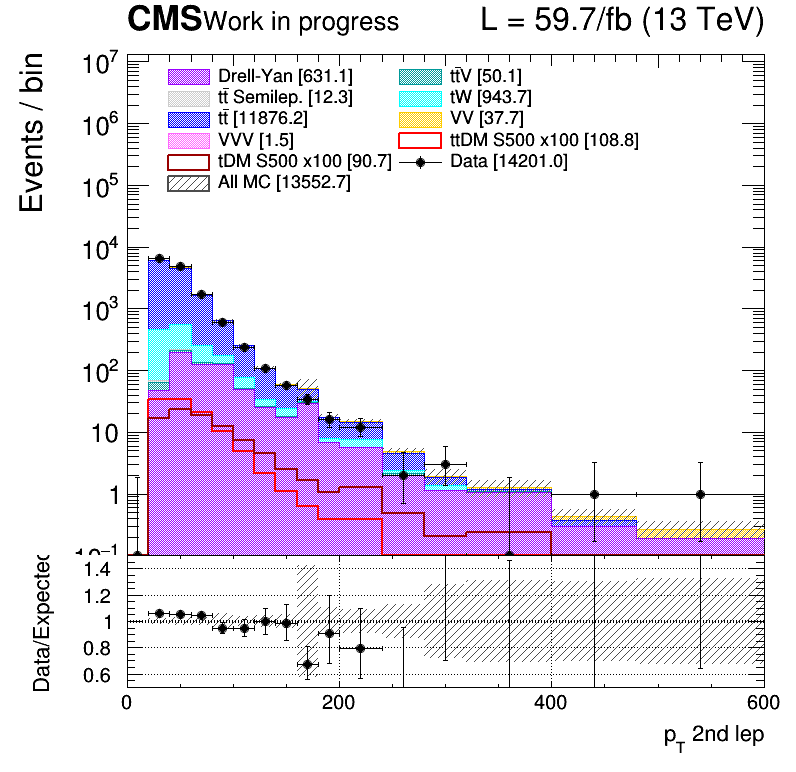 CMS Work in progress L = 59.7/fb (13 TeV)
Events / bin
Drell-Yan [631.1] tt̄V [50.1]
tt̄ Semilep. [12.3] tW [943.7]
tt̄ [11876.2] VV [37.7]
VVV [1.5] ttDM S500 x100 [108.8]
tDM S500 x100 [90.7] Data [14201.0]
All MC [13552.7]
10⁷
10⁶
10⁵
10⁴
10³
10²
10
1
10⁻¹
Data/Expected
1.4
1.2
1
0.8
0.6
0 200 400 600
p_T 2nd lep